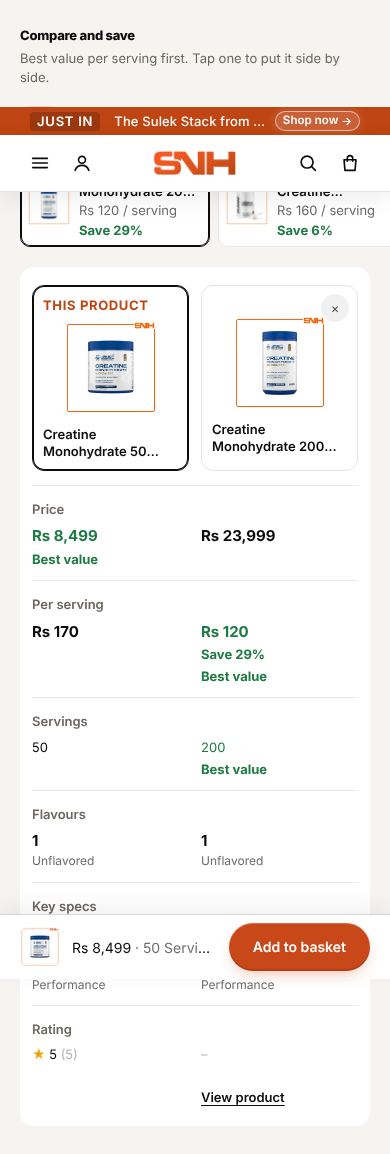 Compare and save
Best value per serving first. Tap one to put it side by
side.
JUST IN The Sulek Stack from ... Shop now →
SNH
Monohydrate 20... Creatine...
Rs 120 / serving Rs 160 / serving
Save 29% Save 6%
THIS PRODUCT ×
SNH SNH
CREATINE CREATINE
Creatine Creatine
Monohydrate 50... Monohydrate 200...
Price
Rs 8,499 Rs 23,999
Best value
Per serving
Rs 170 Rs 120
Save 29%
Best value
Servings
50 200
Best value
Flavours
1 1
Unflavored Unflavored
Key specs
Rs 8,499 · 50 Servi... Add to basket
Performance Performance
Rating
★ 5 (5) –
View product